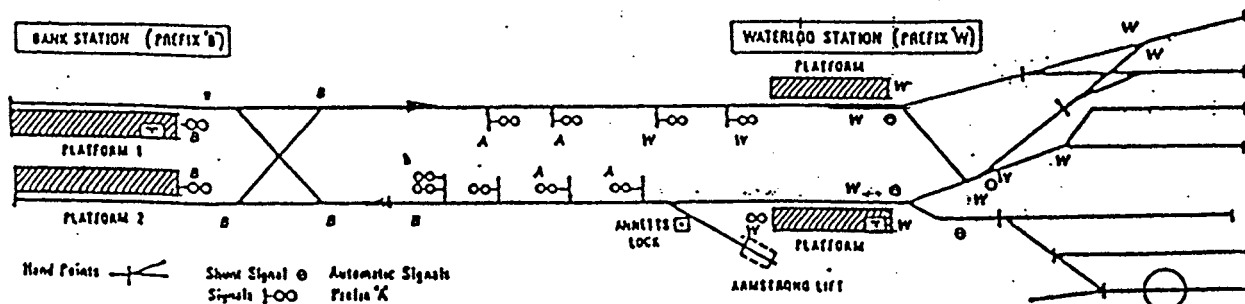 BANK STATION (PREFIX 'B')
WATERLOO STATION (PREFIX 'W')
PLATFORM
W
W
W
B
W
B
B
PLATFORM 1
A
A
W
W
W
B
PLATFORM 2
A
A
W
W
W
B
B
B
ANNETTS
LOCK
W
PLATFORM
W
ARMSTRONG LIFT
Hand Points
Shunt Signal
Automatic Signals
Signals
Prefix 'A'